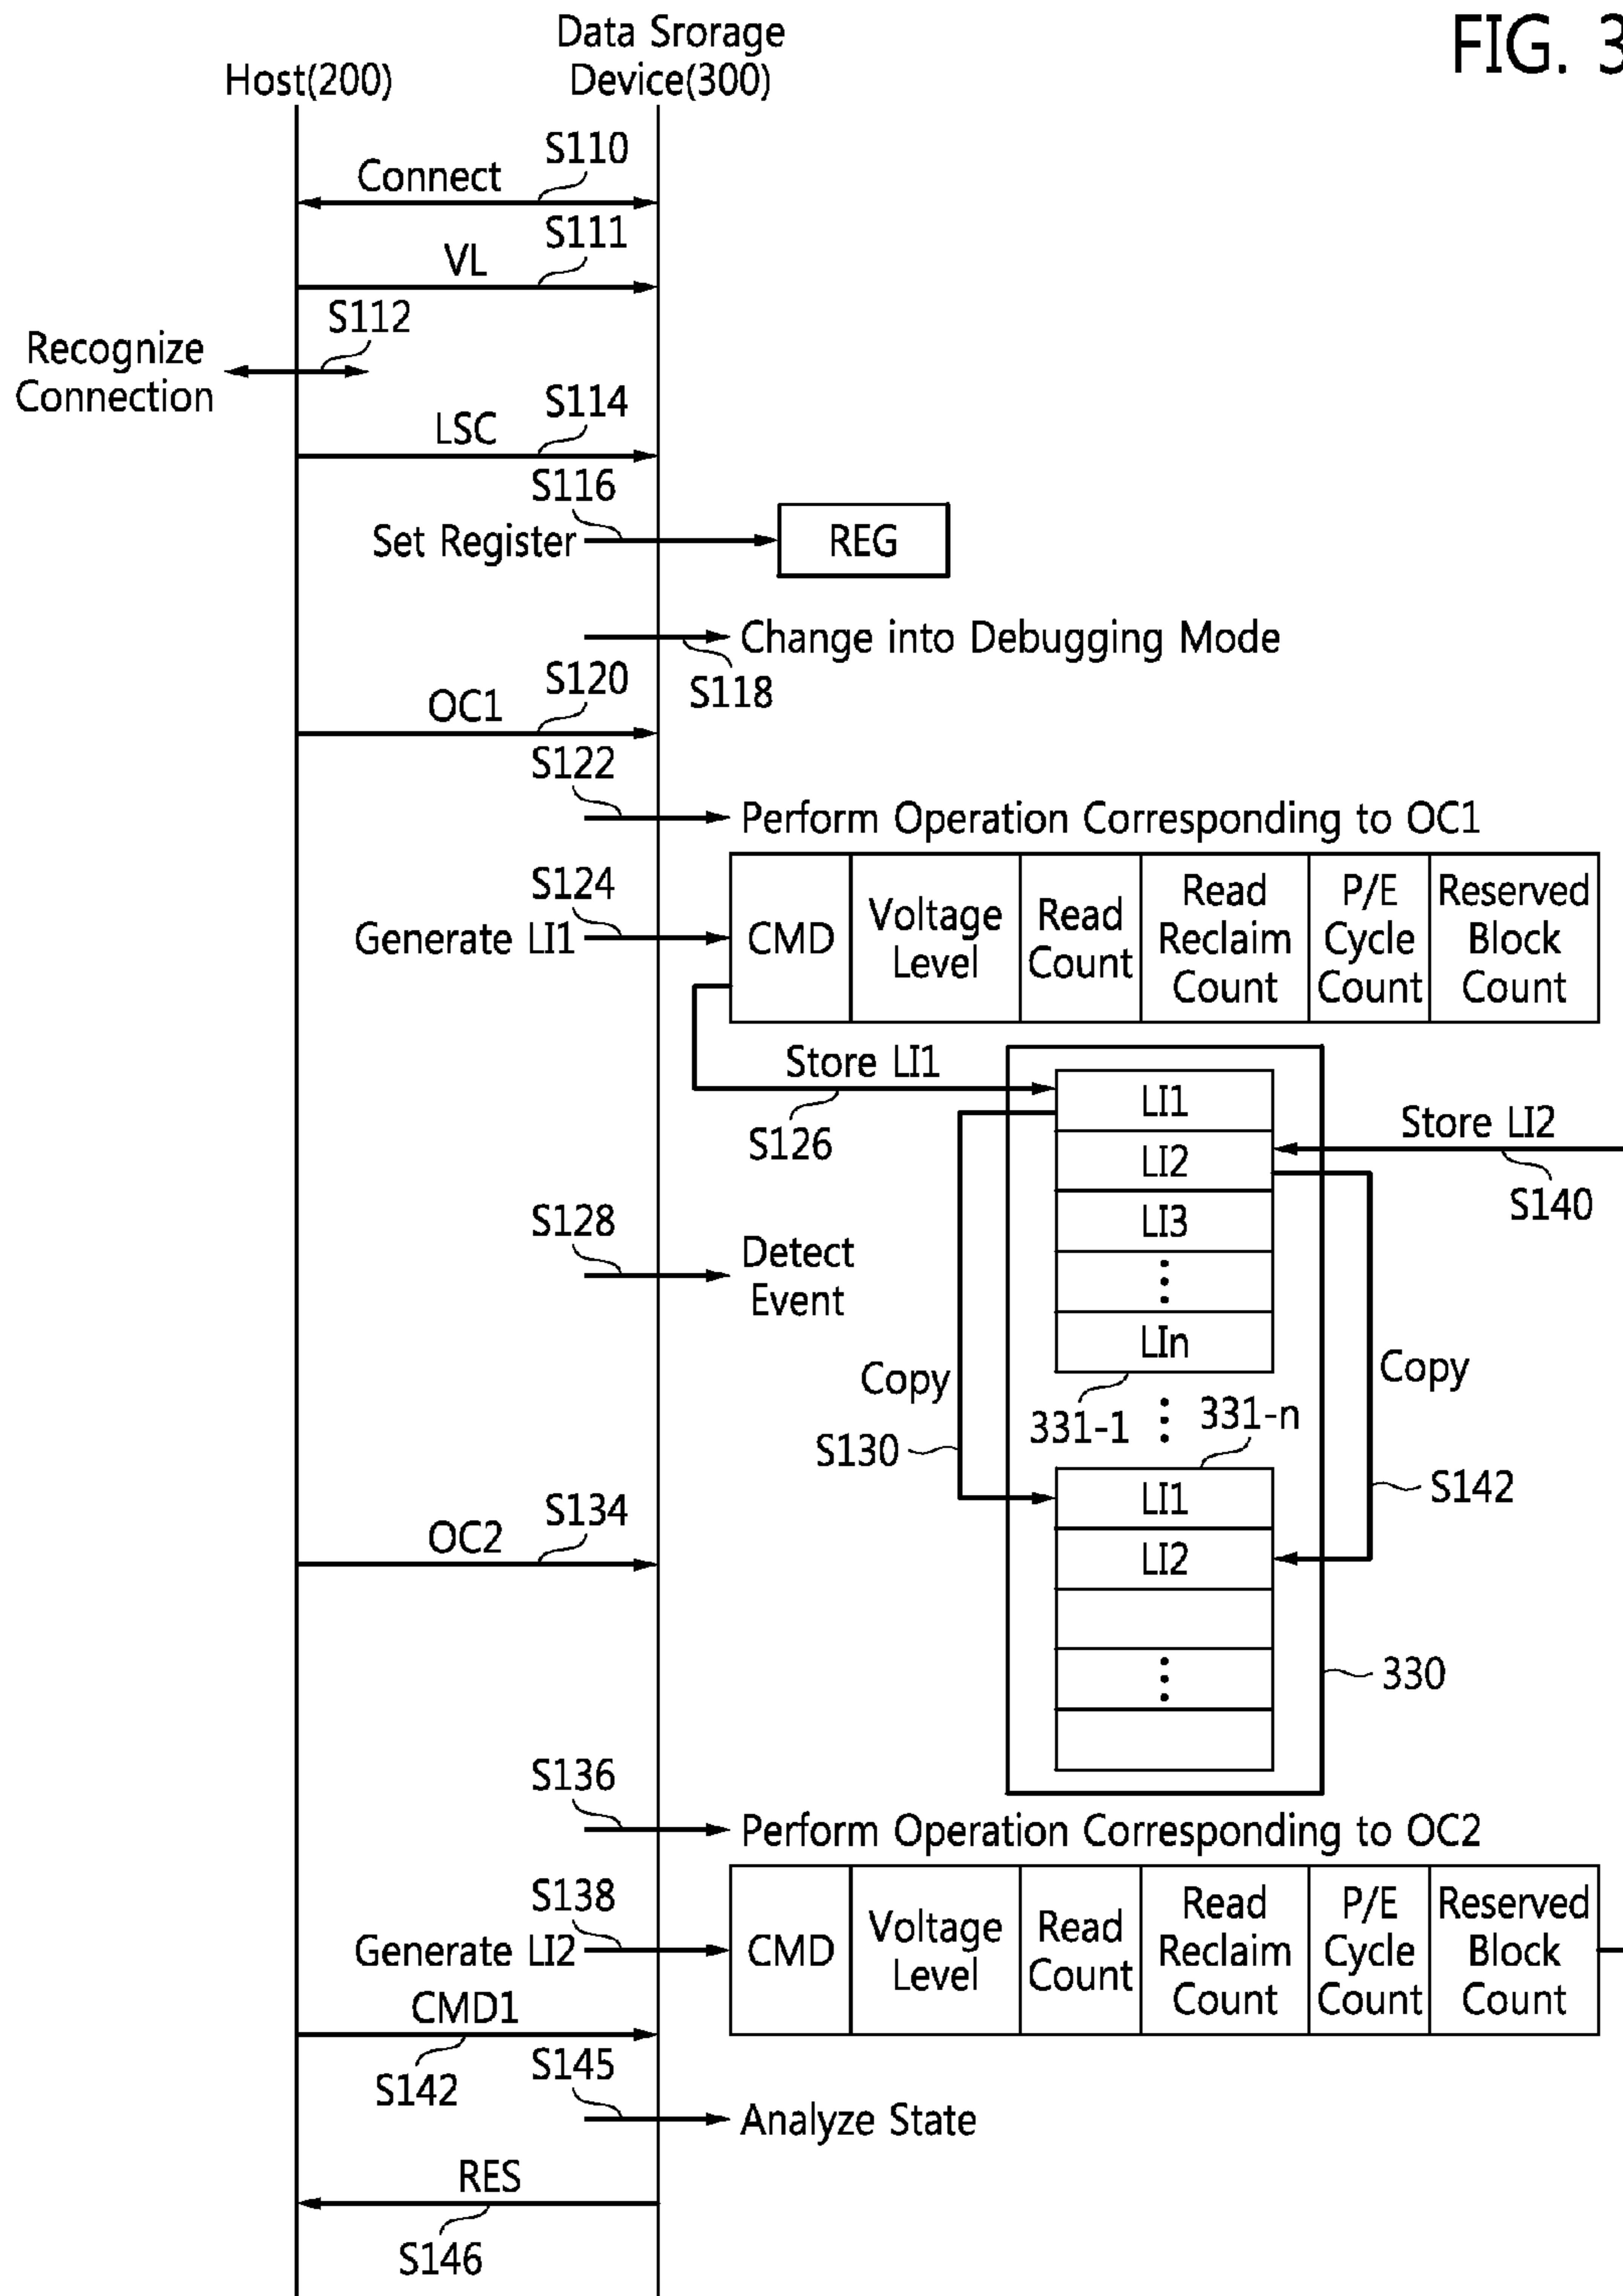 FIG. 3
Data Srorage
Host(200)
Device(300)
S110
Connect
S111
VL
S112
Recognize
Connection
S114
LSC
S116
Set Register
REG
Change into Debugging Mode
S118
S120
OC1
S122
Perform Operation Corresponding to OC1
S124
Generate LI1
CMD
Voltage
Level
Read
Count
Read
Reclaim
Count
P/E
Cycle
Count
Reserved
Block
Count
Store LI1
S126
LI1
LI2
LI3
LIn
Store LI2
S140
S128
Detect
Event
Copy
S130
Copy
S142
331-1
331-n
LI1
LI2
330
S134
OC2
S136
Perform Operation Corresponding to OC2
S138
Generate LI2
CMD
Voltage
Level
Read
Count
Read
Reclaim
Count
P/E
Cycle
Count
Reserved
Block
Count
CMD1
S142
S145
Analyze State
RES
S146